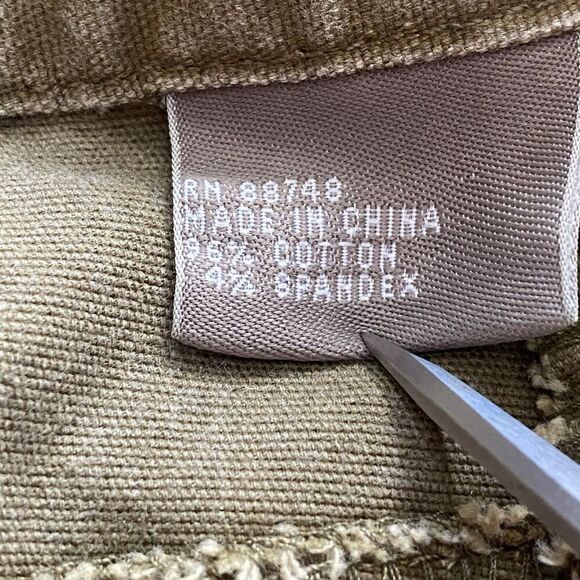 RN 88748
MADE IN CHINA
96% COTTON
4% SPANDEX